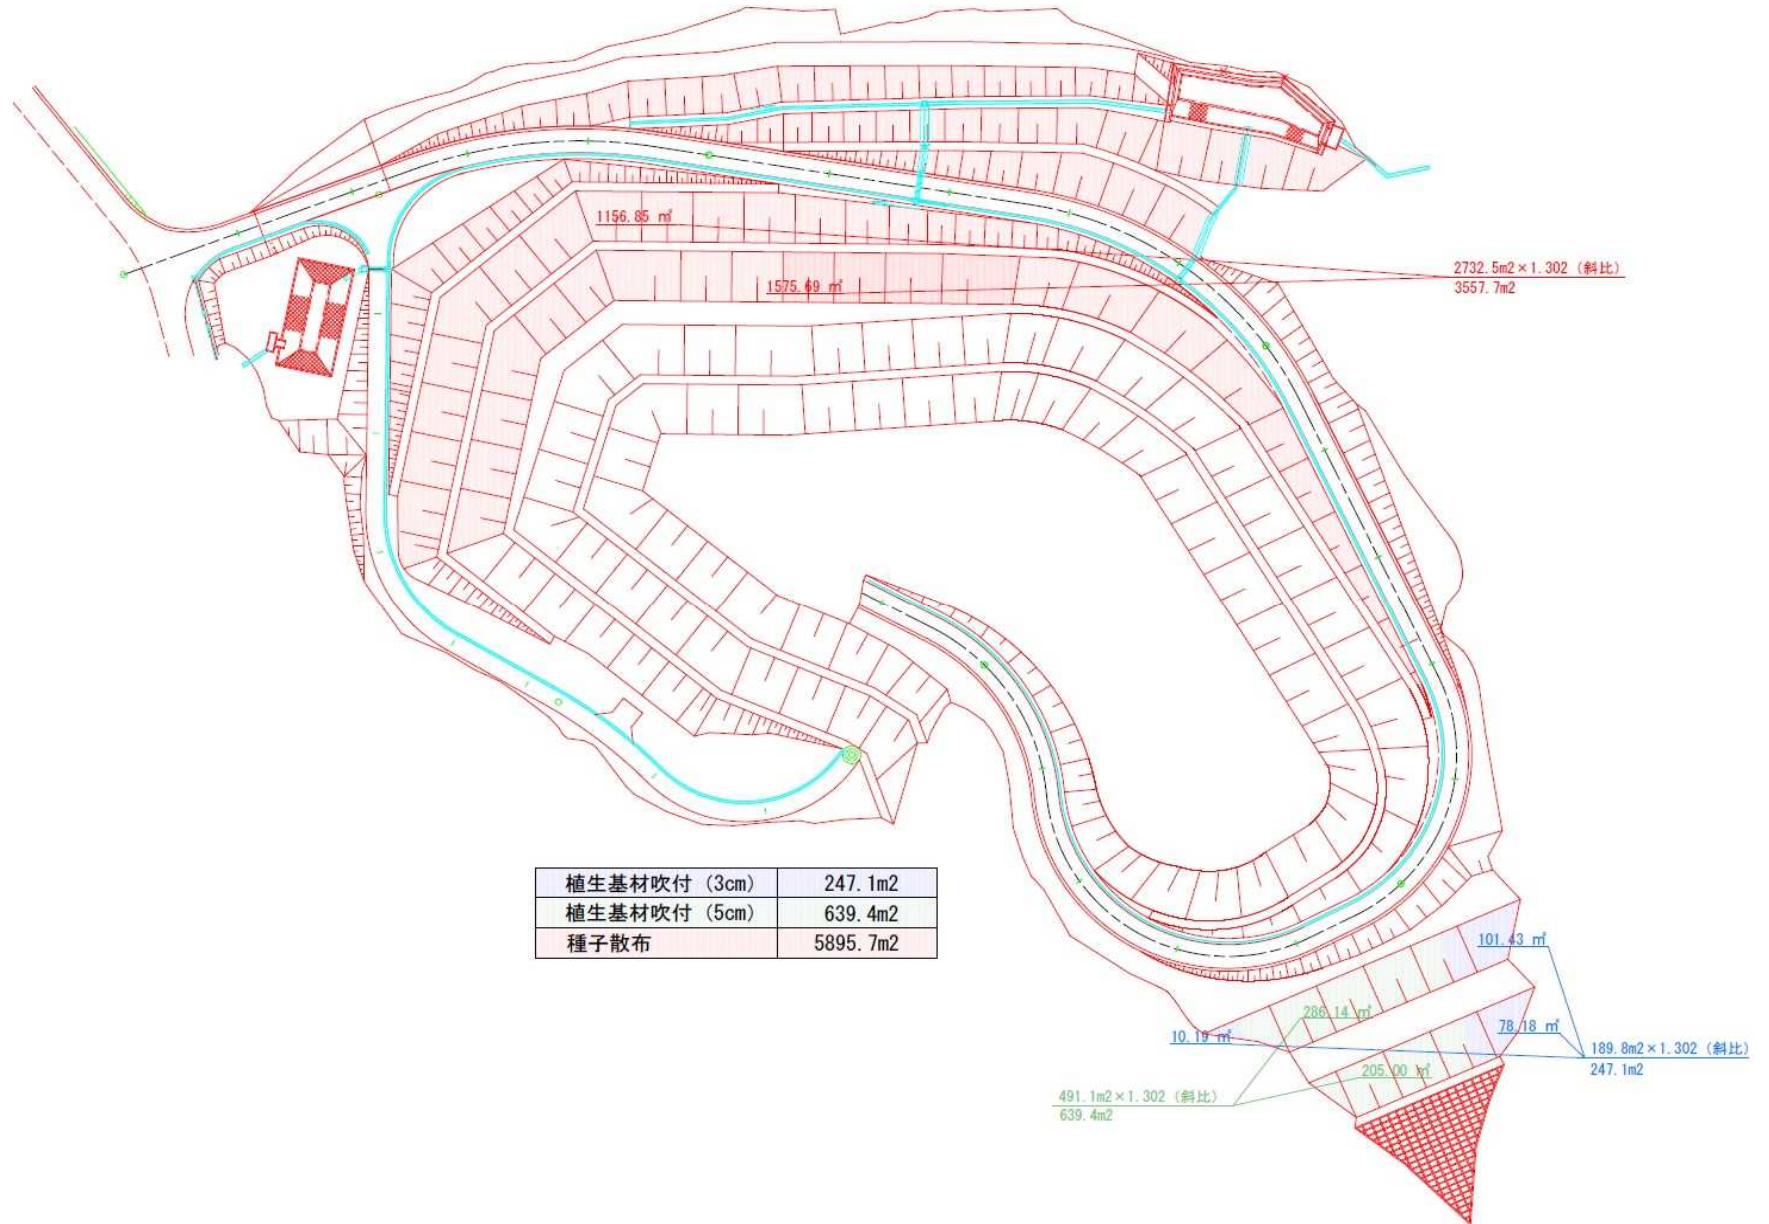 1156.85 ㎡
2732.5m2×1.302 (斜比)
3557.7m2
1575.69 ㎡
植生基材吹付 (3cm) 247.1m2
植生基材吹付 (5cm) 639.4m2
種子散布 5895.7m2
101.43 ㎡
286.14 ㎡
78.18 ㎡
10.19 ㎡
189.8m2×1.302 (斜比)
247.1m2
205.00 ㎡
491.1m2×1.302 (斜比)
639.4m2